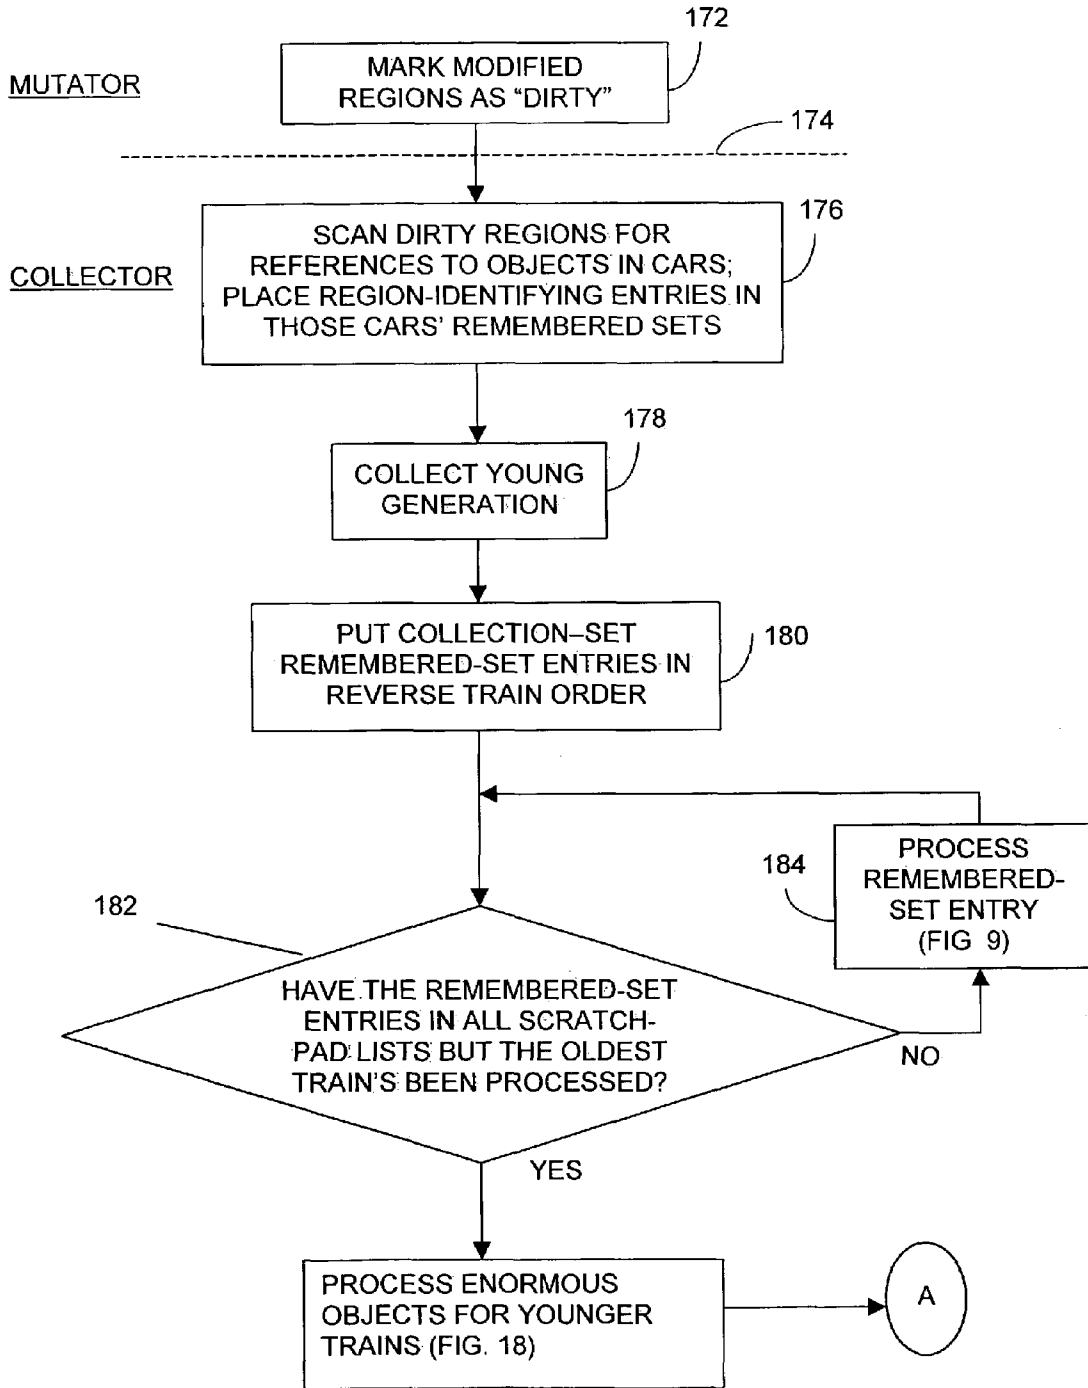 172
MUTATOR
MARK MODIFIED
REGIONS AS “DIRTY”
174
176
COLLECTOR
SCAN DIRTY REGIONS FOR
REFERENCES TO OBJECTS IN CARS;
PLACE REGION-IDENTIFYING ENTRIES IN
THOSE CARS’ REMEMBERED SETS
178
COLLECT YOUNG
GENERATION
180
PUT COLLECTION–SET
REMEMBERED-SET ENTRIES IN
REVERSE TRAIN ORDER
184
PROCESS
REMEMBERED-
SET ENTRY
(FIG 9)
182
HAVE THE REMEMBERED-SET
ENTRIES IN ALL SCRATCH-
PAD LISTS BUT THE OLDEST
TRAIN’S BEEN PROCESSED?
NO
YES
PROCESS ENORMOUS
OBJECTS FOR YOUNGER
TRAINS (FIG. 18)
A